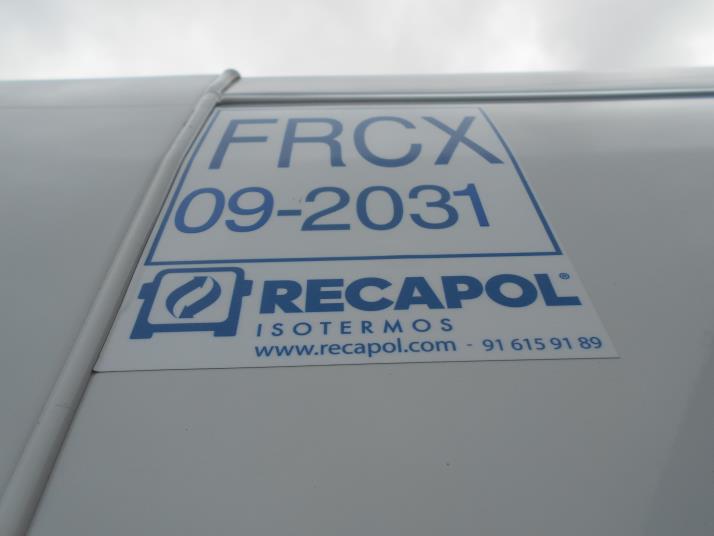 FRCX
09-2031
RECAPOL®
ISOTERMOS
www.recapol.com - 91 615 91 89